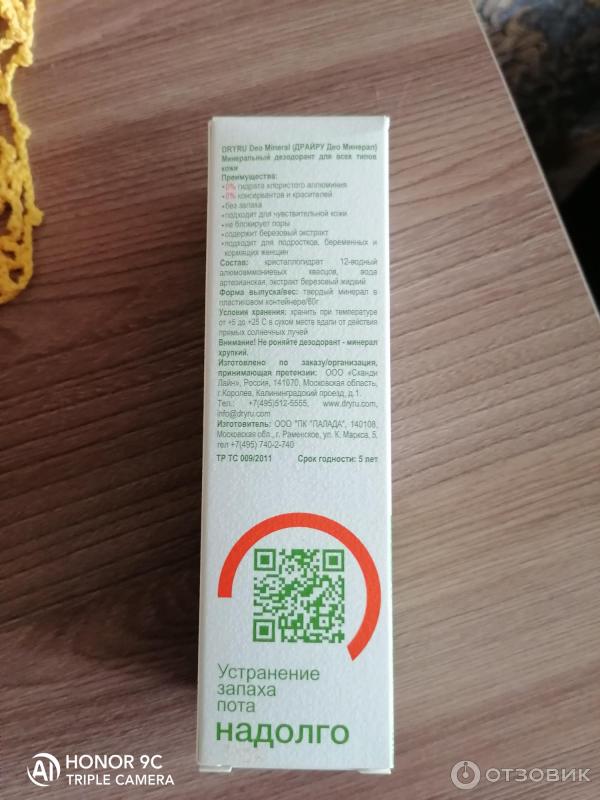 DRYRU Deo Mineral (ДРАЙРУ Део Минерал)
Минеральный дезодорант для всех типов
кожи
Преимущества:
•0% гидрата хлористого аллюминия
•0% консервантов и красителей
•без запаха
•подходит для чувствительной кожи
•не блокирует поры
•содержит березовый экстракт
•подходит для подростков, беременных и
кормящих женщин
Состав: кристаллогидрат 12-водный
алюмоаммониевых квасцов, вода
артезианская, экстракт березовый жидкий
Форма выпуска/вес: твердый минерал в
пластиковом контейнере/60г
Условия хранения: хранить при температуре
от +5 до +25 С в сухом месте вдали от действия
прямых солнечных лучей
Внимание! Не роняйте дезодорант - минерал
хрупкий.
Изготовлено по заказу/организация,
принимающая претензии: ООО «Сканди
Лайн», Россия, 141070, Московская область,
г.Королев, Калининградский проезд, д.1
Тел.: +7(495)512-5555, www.dryru.com,
info@dryru.com
Изготовитель: ООО "ПК "ПАЛАДА", 140108,
Московская обл., г. Раменское, ул. К. Маркса, 5,
тел +7(495) 740-2-740
ТР ТС 009/2011 Срок годности: 5 лет
Устранение
запаха
пота
надолго
AI HONOR 9C
TRIPLE CAMERA
ОТЗОВИК